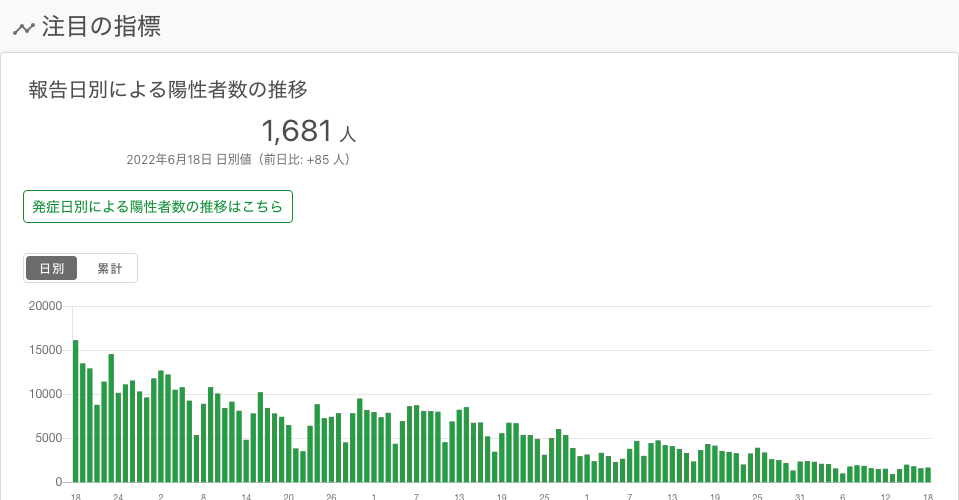 注目の指標
報告日別による陽性者数の推移
1,681 人
2022年6月18日 日別値（前日比: +85 人）
発症日別による陽性者数の推移はこちら
日別 累計
20000
15000
10000
5000
0
18 24 2 8 14 20 26 1 7 13 19 25 1 7 13 19 25 31 6 12 18